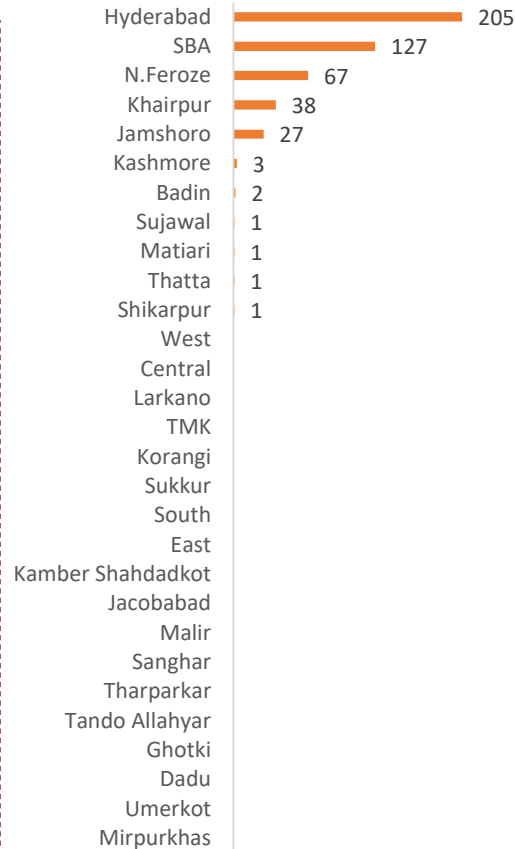 Hyderabad 205
SBA 127
N.Feroze 67
Khairpur 38
Jamshoro 27
Kashmore 3
Badin 2
Sujawal 1
Matiari 1
Thatta 1
Shikarpur 1
West
Central
Larkano
TMK
Korangi
Sukkur
South
East
Kamber Shahdadkot
Jacobabad
Malir
Sanghar
Tharparkar
Tando Allahyar
Ghotki
Dadu
Umerkot
Mirpurkhas